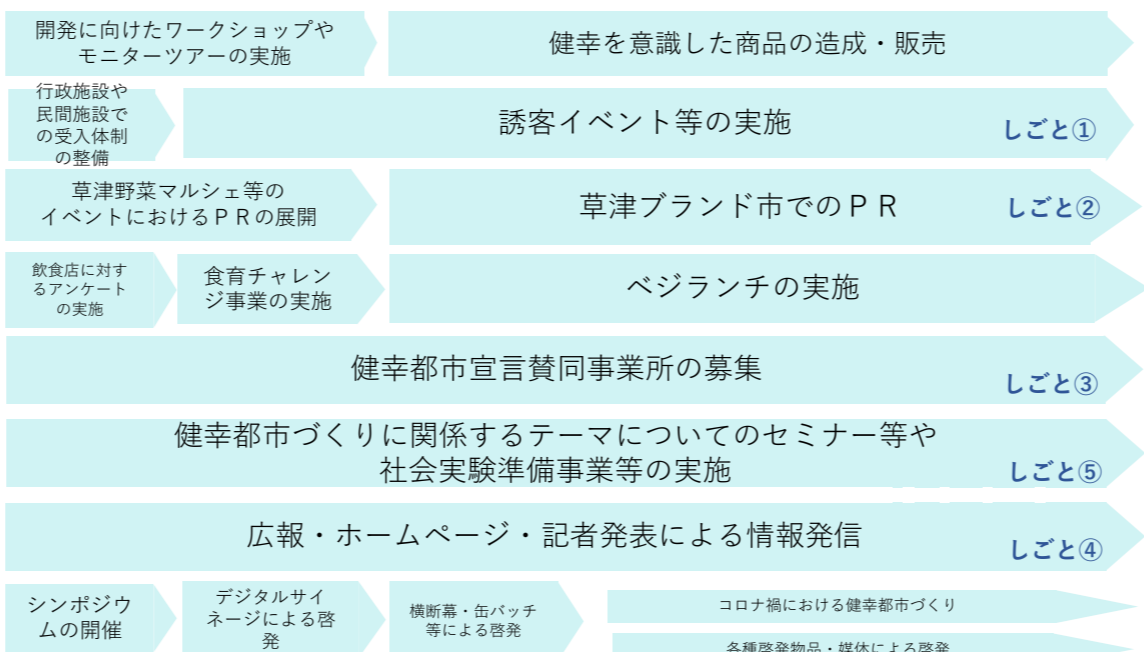 開発に向けたワークショップや
モニターツアーの実施
健幸を意識した商品の造成・販売
行政施設や
民間施設で
の受入体制
の整備
誘客イベント等の実施
しごと①
草津野菜マルシェ等の
イベントにおけるＰＲの展開
草津ブランド市でのＰＲ
しごと②
飲食店に対す
るアンケート
の実施
食育チャレン
ジ事業の実施
ベジランチの実施
健幸都市宣言賛同事業所の募集
しごと③
健幸都市づくりに関係するテーマについてのセミナー等や
社会実験準備事業等の実施
しごと⑤
広報・ホームページ・記者発表による情報発信
しごと④
シンポジウ
ムの開催
デジタルサイ
ネージによる啓
発
横断幕・缶バッチ
等による啓発
コロナ禍における健幸都市づくり
各種啓発物品・媒体による啓発